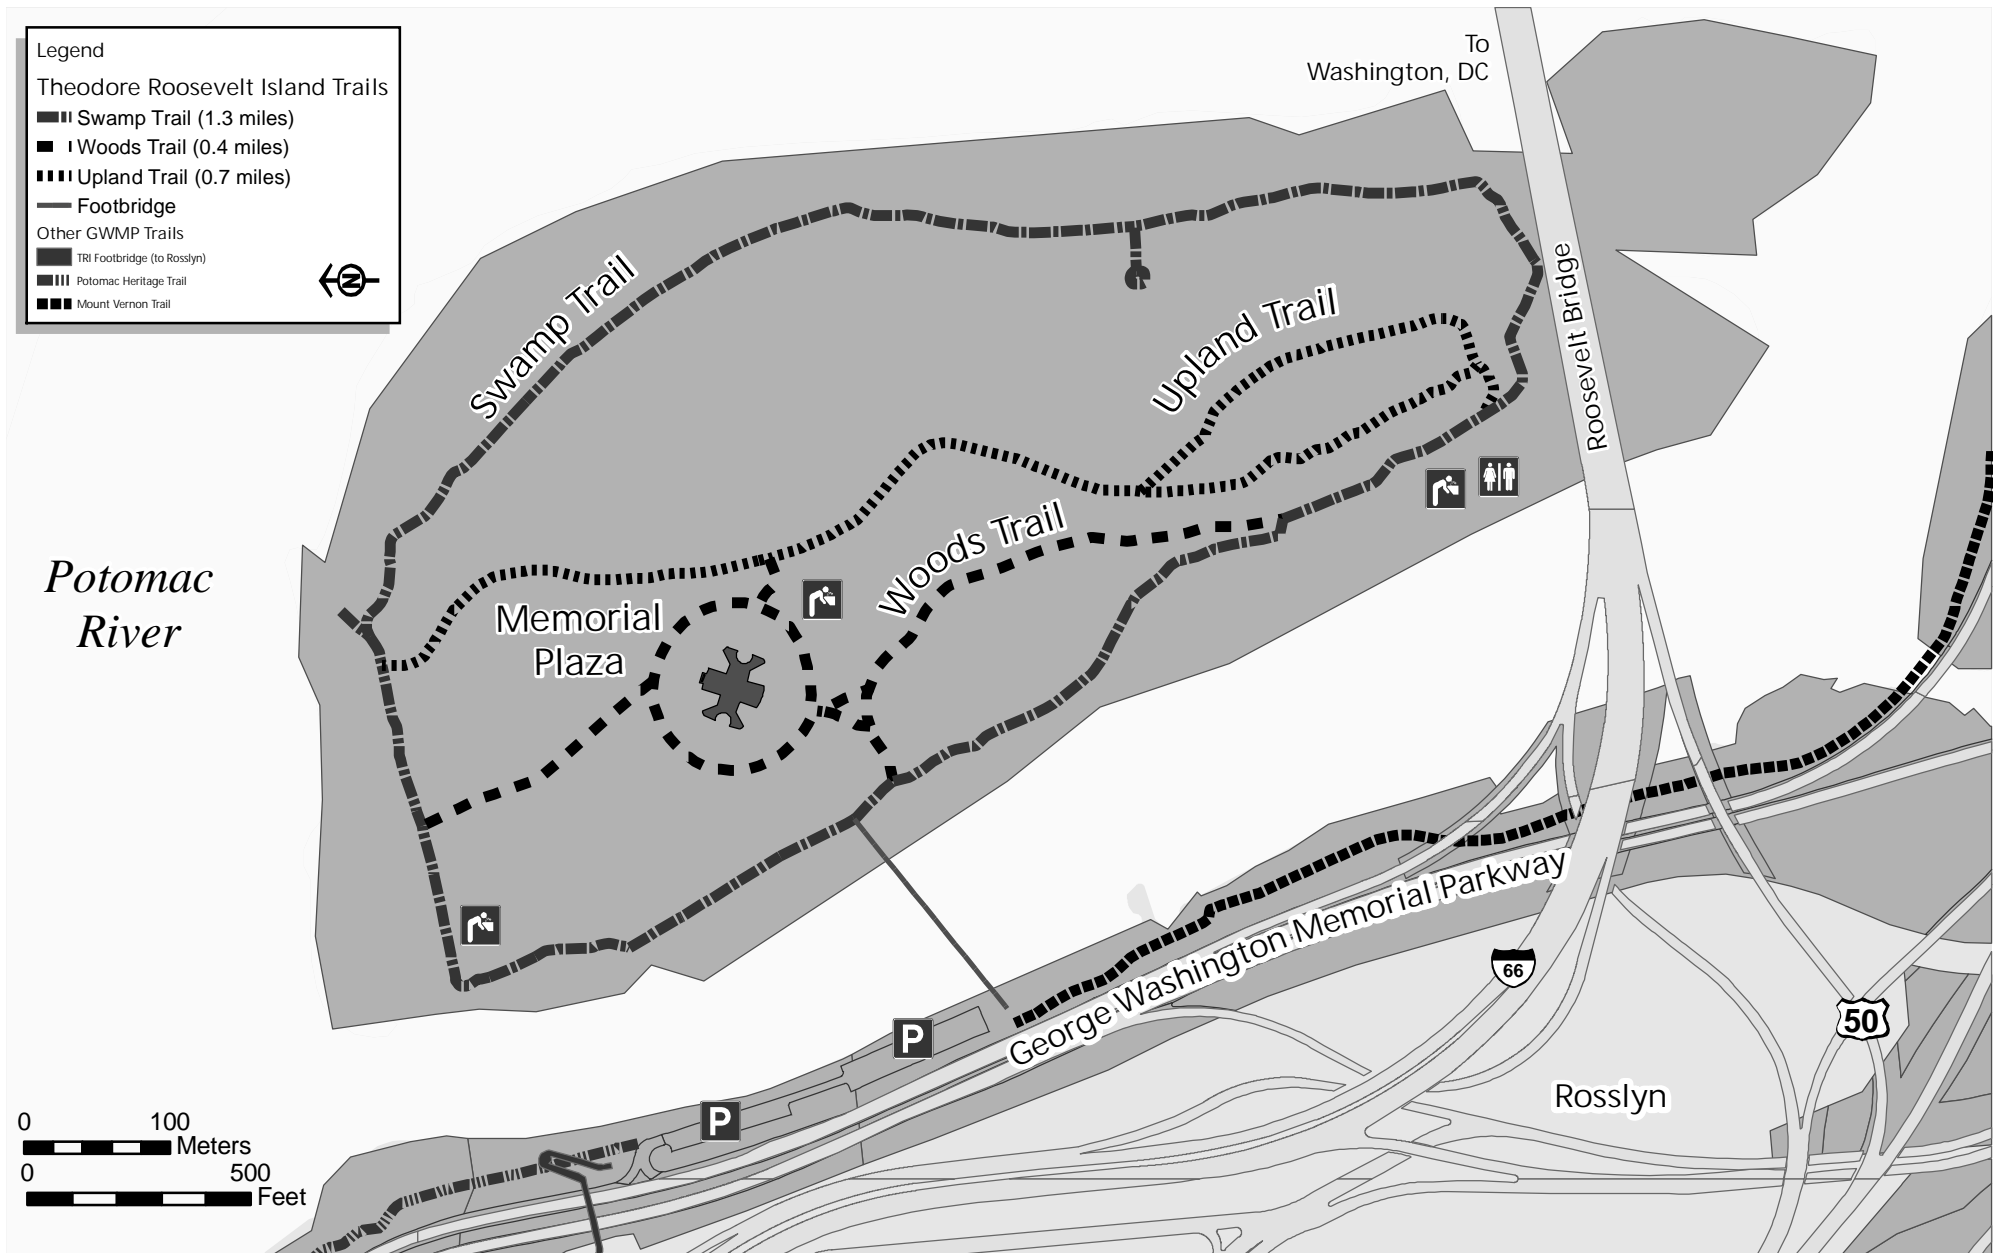 Legend
Theodore Roosevelt Island Trails
Swamp Trail (1.3 miles)
Woods Trail (0.4 miles)
Upland Trail (0.7 miles)
Footbridge
Other GWMP Trails
TRI Footbridge (to Rosslyn)
Potomac Heritage Trail
Mount Vernon Trail
N
To
Washington, DC
Roosevelt Bridge
Swamp Trail
Upland Trail
Woods Trail
Potomac
River
Memorial
Plaza
George Washington Memorial Parkway
66
50
P
P
Rosslyn
0 100
Meters
0 500
Feet